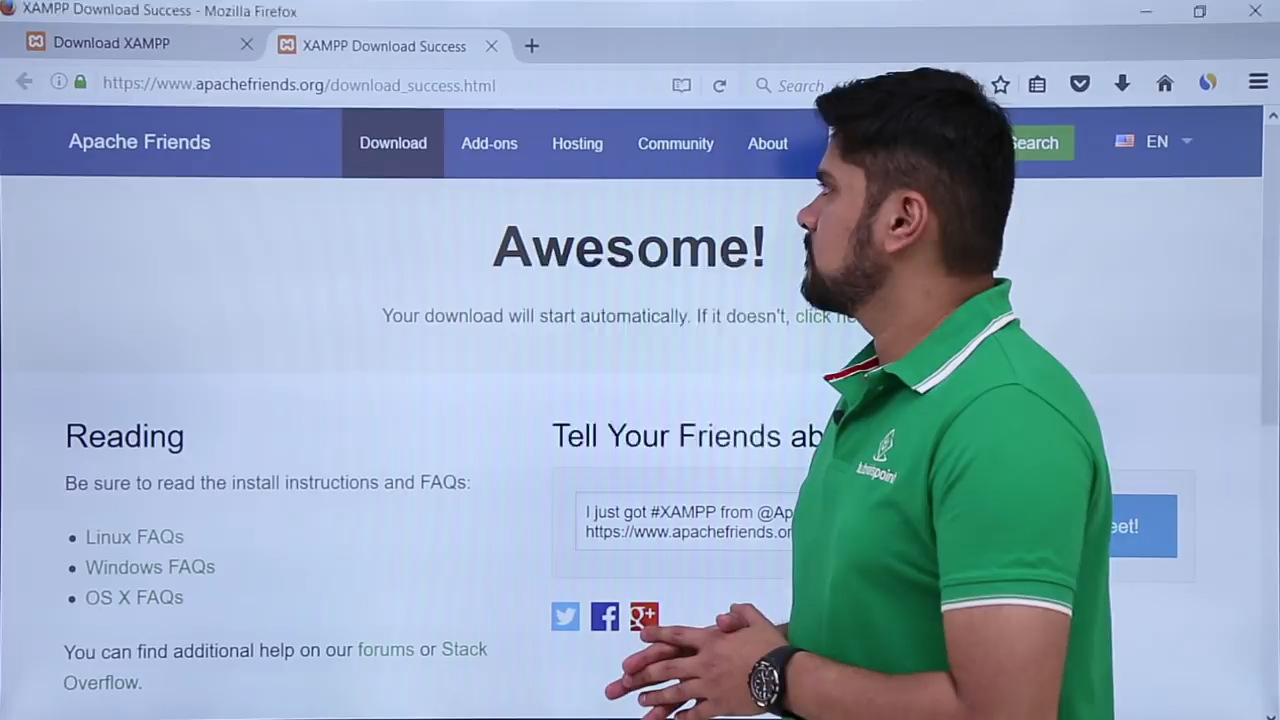 XAMPP Download Success - Mozilla Firefox
Download XAMPP
XAMPP Download Success
https://www.apachefriends.org/download_success.html
Search
Apache Friends
Download
Add-ons
Hosting
Community
About
Search
EN
Awesome!
Your download will start automatically. If it doesn't, click
Reading
Be sure to read the install instructions and FAQs:
Linux FAQs
Windows FAQs
OS X FAQs
You can find additional help on our forums or Stack
Overflow.
Tell Your Friends
I just got #XAMPP from
https://www.apachefriends.or